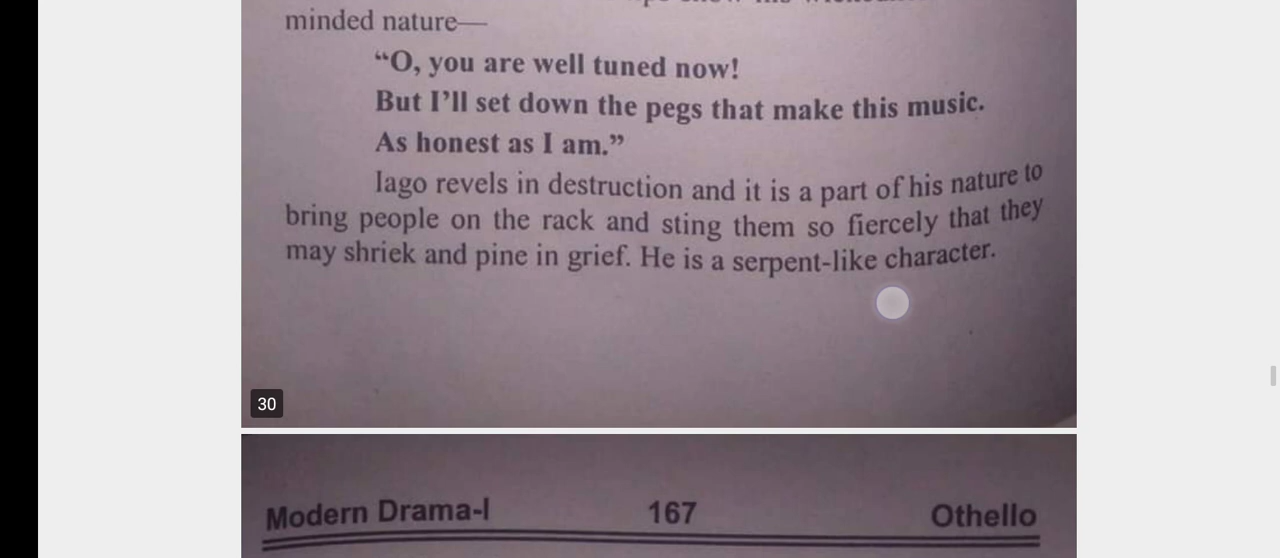 minded nature—
“O, you are well tuned now!
But I’ll set down the pegs that make this music.
As honest as I am.”
Iago revels in destruction and it is a part of his nature to
bring people on the rack and sting them so fiercely that they
may shriek and pine in grief. He is a serpent-like character.
30
Modern Drama-I 167 Othello